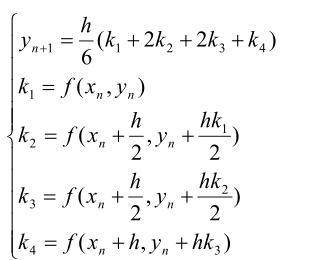 y_{n+1} = \frac{h}{6}(k_1 + 2k_2 + 2k_3 + k_4)
k_1 = f(x_n, y_n)
k_2 = f(x_n + \frac{h}{2}, y_n + \frac{hk_1}{2})
k_3 = f(x_n + \frac{h}{2}, y_n + \frac{hk_2}{2})
k_4 = f(x_n + h, y_n + hk_3)